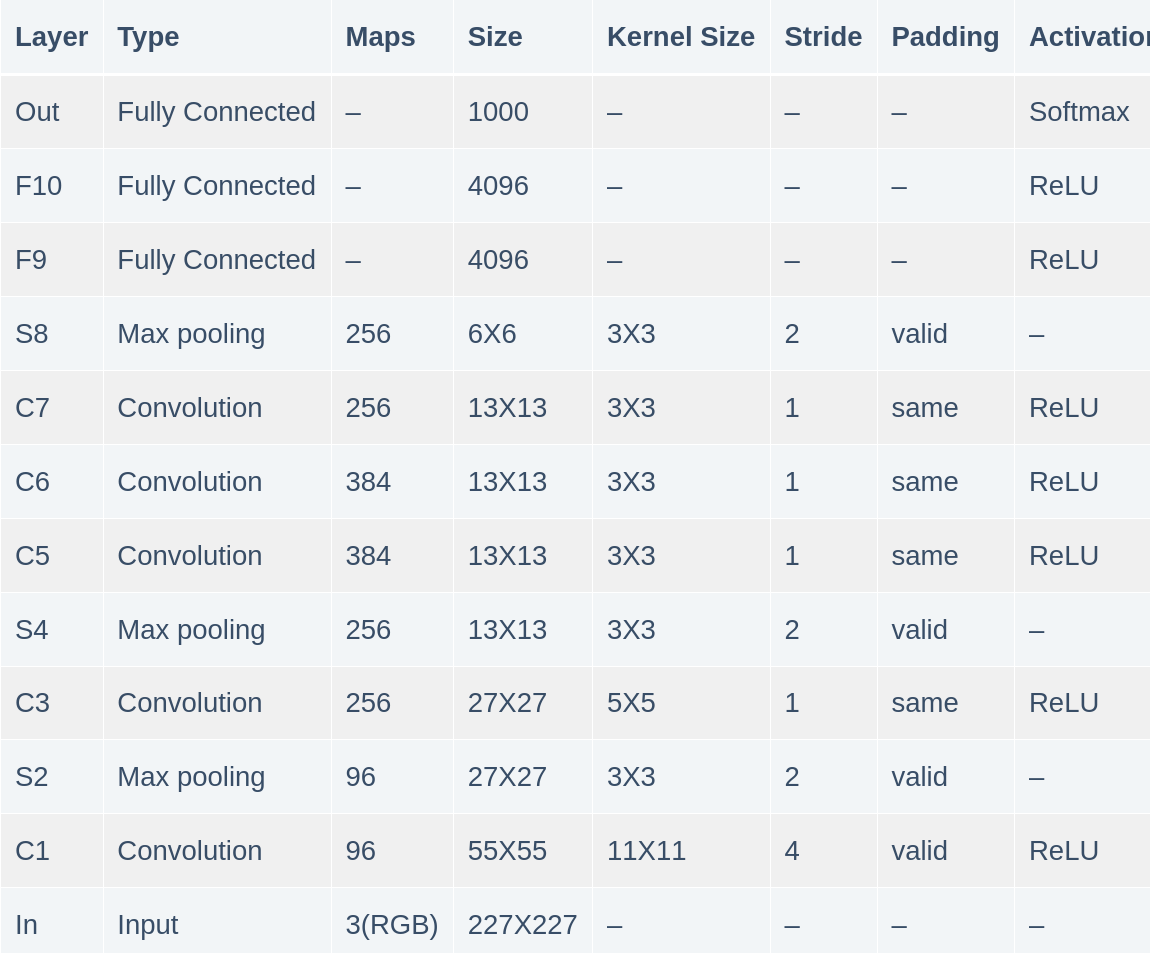 Layer Type Maps Size Kernel Size Stride Padding Activation
Out Fully Connected – 1000 – – – Softmax
F10 Fully Connected – 4096 – – – ReLU
F9 Fully Connected – 4096 – – – ReLU
S8 Max pooling 256 6X6 3X3 2 valid –
C7 Convolution 256 13X13 3X3 1 same ReLU
C6 Convolution 384 13X13 3X3 1 same ReLU
C5 Convolution 384 13X13 3X3 1 same ReLU
S4 Max pooling 256 13X13 3X3 2 valid –
C3 Convolution 256 27X27 5X5 1 same ReLU
S2 Max pooling 96 27X27 3X3 2 valid –
C1 Convolution 96 55X55 11X11 4 valid ReLU
In Input 3(RGB) 227X227 – – – –